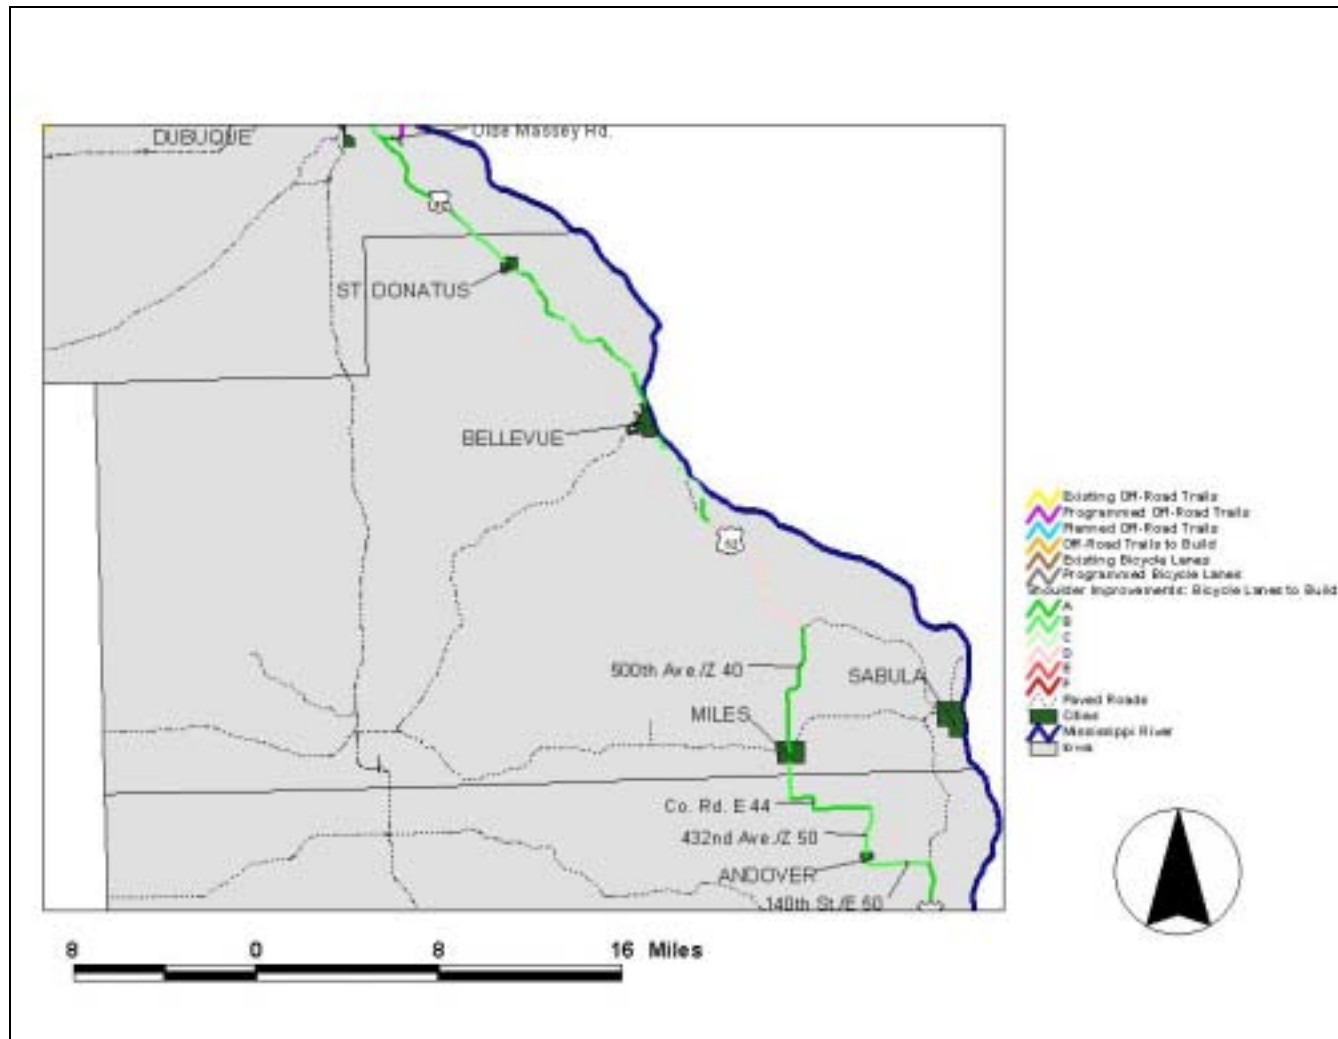 DUBUQUE
Olde Massey Rd.
ST. DONATUS
BELLEVUE
52
500th Ave./Z 40
SABULA
MILES
Co. Rd. E 44
432nd Ave./Z 50
ANDOVER
140th St./E 50
Existing Off-Road Trails
Programmed Off-Road Trails
Planned Off-Road Trails
Off-Road Trails to Build
Existing Bicycle Lanes
Programmed Bicycle Lanes
Shoulder Improvements: Bicycle Lanes to Build
A
B
C
D
E
F
Paved Roads
Cities
Mississippi River
Iowa
8 0 8 16 Miles